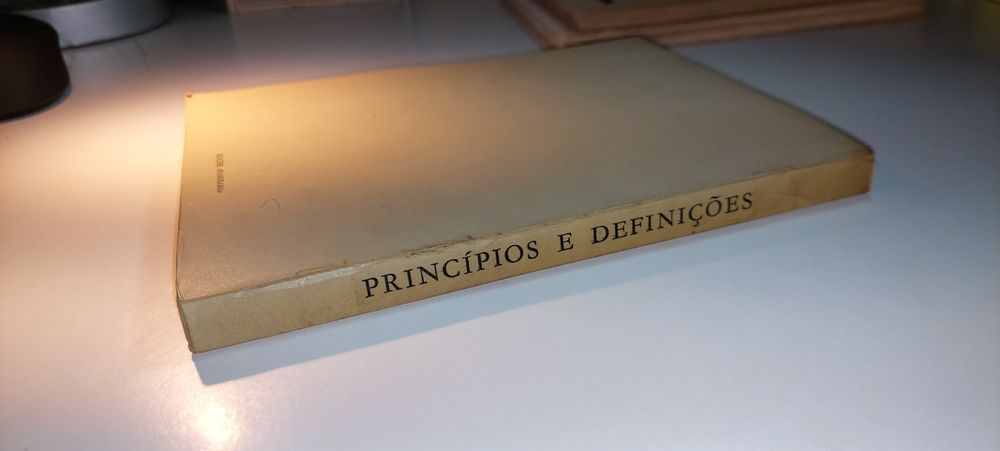 PRINCÍPIOS E DEFINIÇÕES